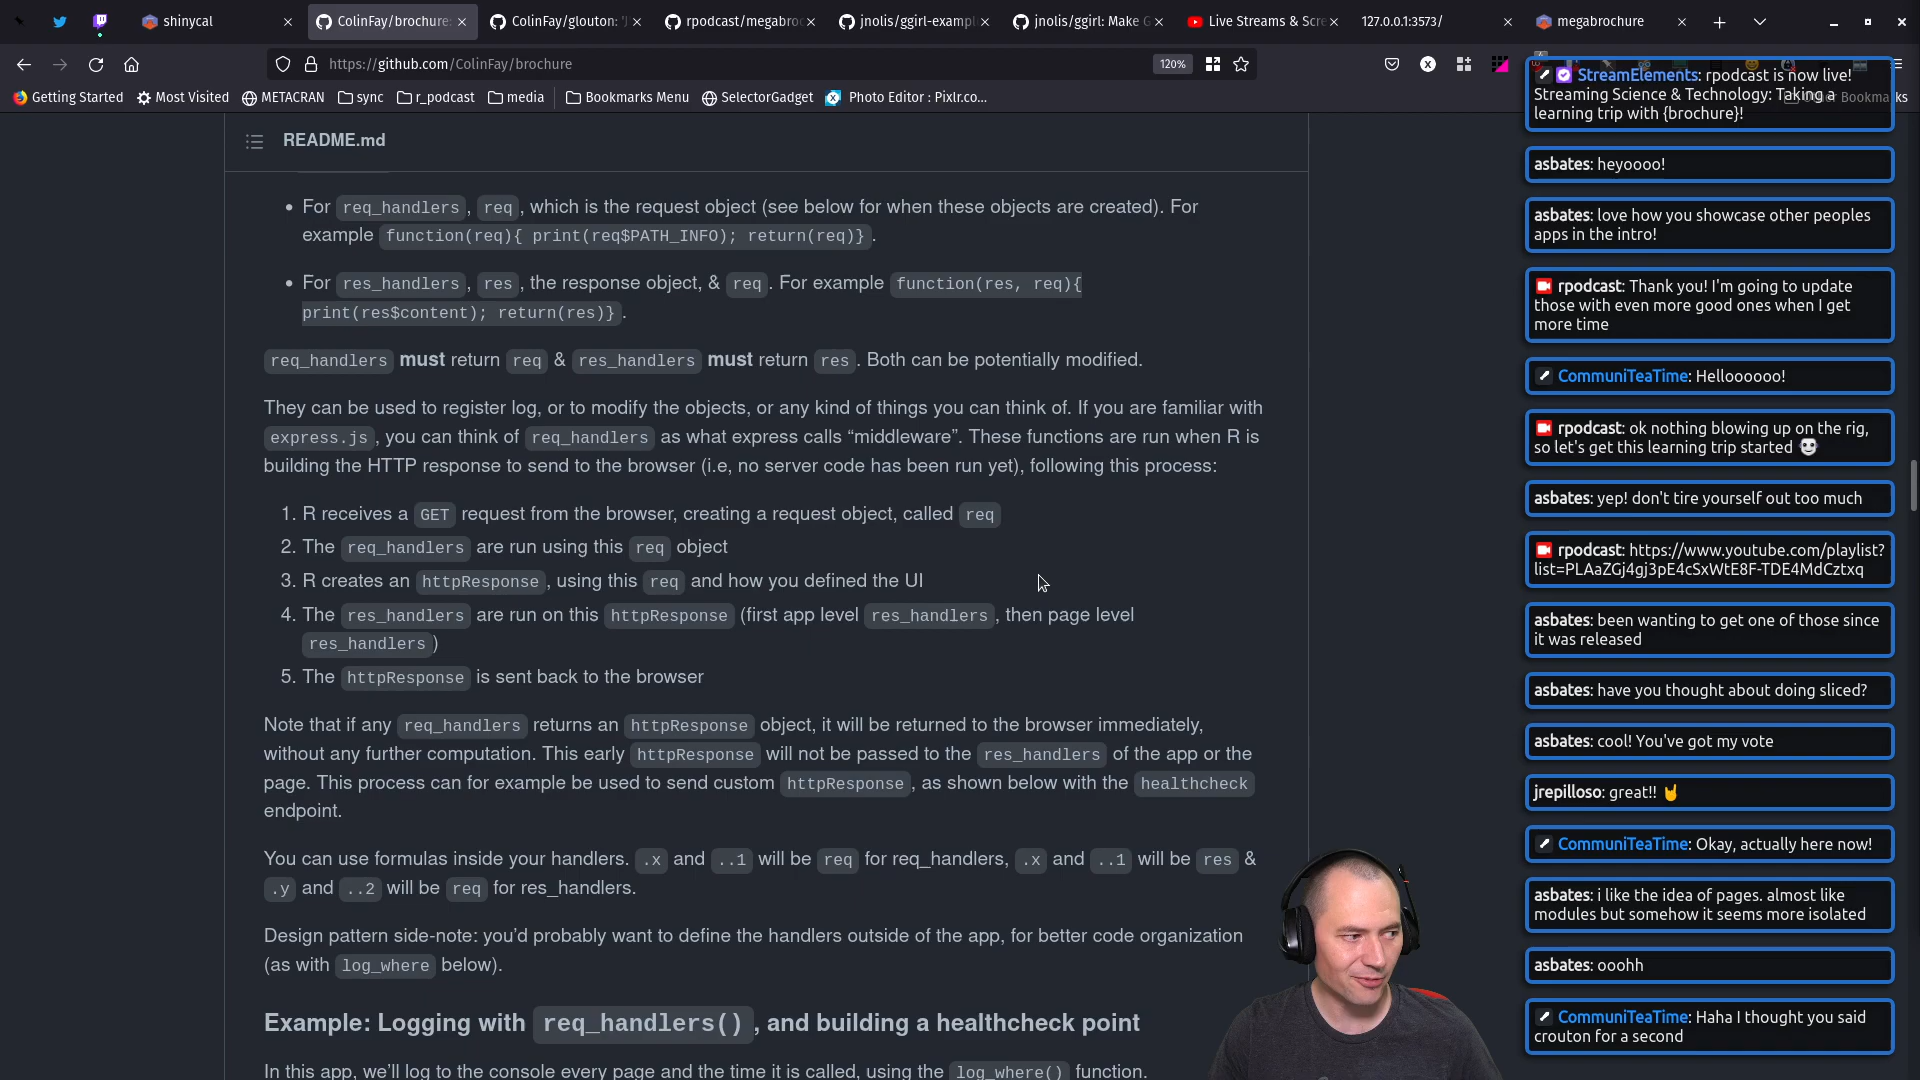 shinycal
ColinFay/brochure:
ColinFay/glouton: 'J
rpodcast/megabroc
jnolis/ggirl-exampl
jnolis/ggirl: Make G
Live Streams & Scre
127.0.0.1:3573/
megabrochure
https://github.com/ColinFay/brochure
120%
Getting Started
Most Visited
METACRAN
sync
r_podcast
media
Bookmarks Menu
SelectorGadget
Photo Editor : Pixlr.co...
Other Bookmarks
README.md
For req_handlers, req, which is the request object (see below for when these objects are created). For
example function(req){ print(req$PATH_INFO); return(req)}.
For res_handlers, res, the response object, & req. For example function(res, req){
print(res$content); return(res)}.
req_handlers must return req & res_handlers must return res. Both can be potentially modified.
They can be used to register log, or to modify the objects, or any kind of things you can think of. If you are familiar with
express.js, you can think of req_handlers as what express calls “middleware”. These functions are run when R is
building the HTTP response to send to the browser (i.e, no server code has been run yet), following this process:
1. R receives a GET request from the browser, creating a request object, called req
2. The req_handlers are run using this req object
3. R creates an httpResponse, using this req and how you defined the UI
4. The res_handlers are run on this httpResponse (first app level res_handlers, then page level
res_handlers)
5. The httpResponse is sent back to the browser
Note that if any req_handlers returns an httpResponse object, it will be returned to the browser immediately,
without any further computation. This early httpResponse will not be passed to the res_handlers of the app or the
page. This process can for example be used to send custom httpResponse, as shown below with the healthcheck
endpoint.
You can use formulas inside your handlers. .x and ..1 will be req for req_handlers, .x and ..1 will be res &
.y and ..2 will be req for res_handlers.
Design pattern side-note: you’d probably want to define the handlers outside of the app, for better code organization
(as with log_where below).
Example: Logging with req_handlers(), and building a healthcheck point
In this app, we’ll log to the console every page and the time it is called, using the log_where() function.
StreamElements: rpodcast is now live!
Streaming Science & Technology: Taking a
learning trip with {brochure}!
asbates: heyoooo!
asbates: love how you showcase other peoples
apps in the intro!
rpodcast: Thank you! I'm going to update
those with even more good ones when I get
more time
CommuniTeaTime: Helloooooo!
rpodcast: ok nothing blowing up on the rig,
so let's get this learning trip started
asbates: yep! don't tire yourself out too much
rpodcast: https://www.youtube.com/playlist?
list=PLAaZGj4gj3pE4cSxWtE8F-TDE4MdCztxq
asbates: been wanting to get one of those since
it was released
asbates: have you thought about doing sliced?
asbates: cool! You've got my vote
jrepilloso: great!! 🤘
CommuniTeaTime: Okay, actually here now!
asbates: i like the idea of pages. almost like
modules but somehow it seems more isolated
asbates: ooohh
CommuniTeaTime: Haha I thought you said
crouton for a second